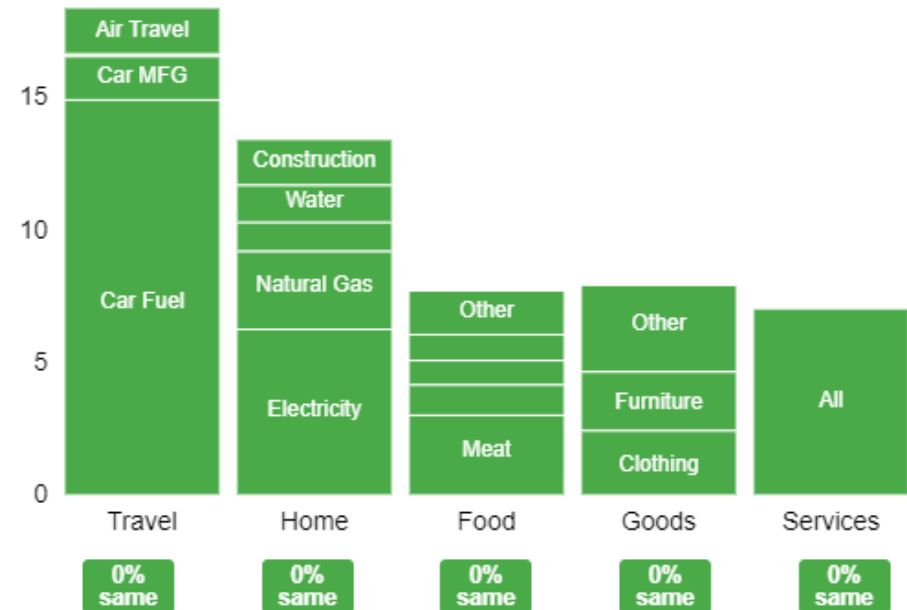 Air Travel
Car MFG
15
Construction
Water
10
Natural Gas
Car Fuel
Other
Other
5
Furniture
All
Electricity
Meat
Clothing
0
Travel Home Food Goods Services
0% 0% 0% 0% 0%
same same same same same